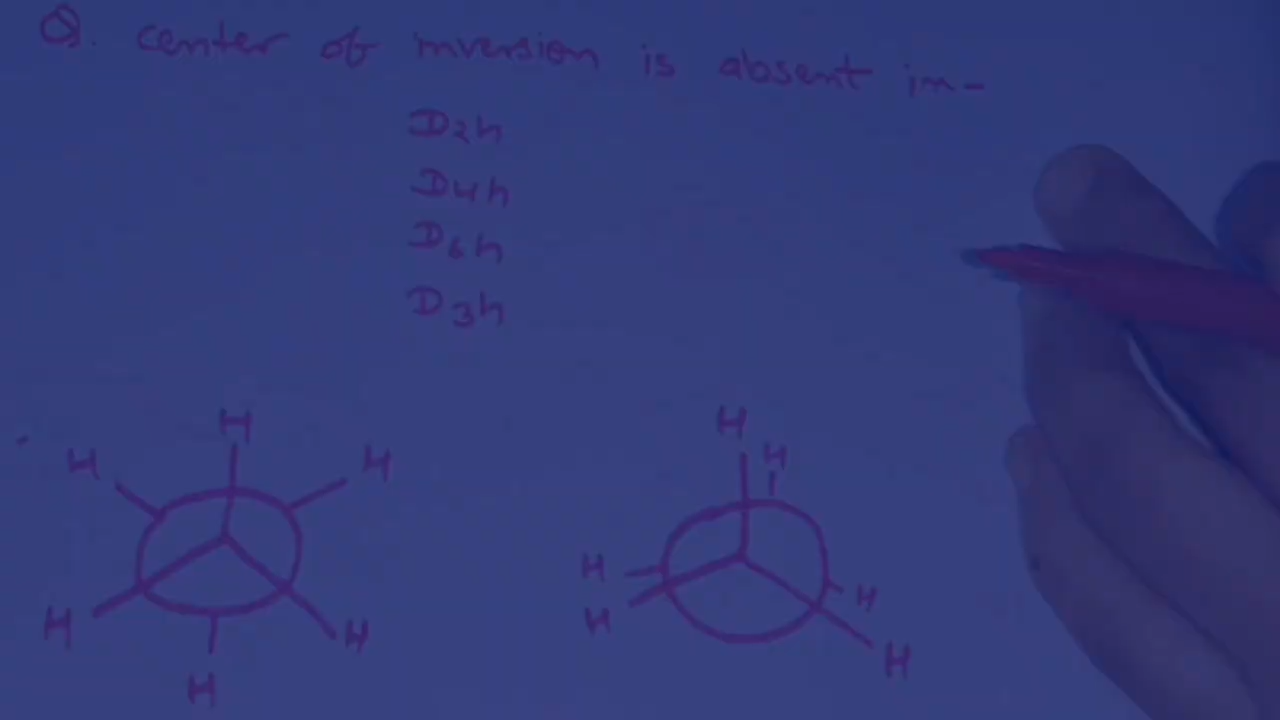 Q. center of inversion is absent in-
D2h
D4h
D6h
D3h
H H
H H H H
H H
H H
H H
H H